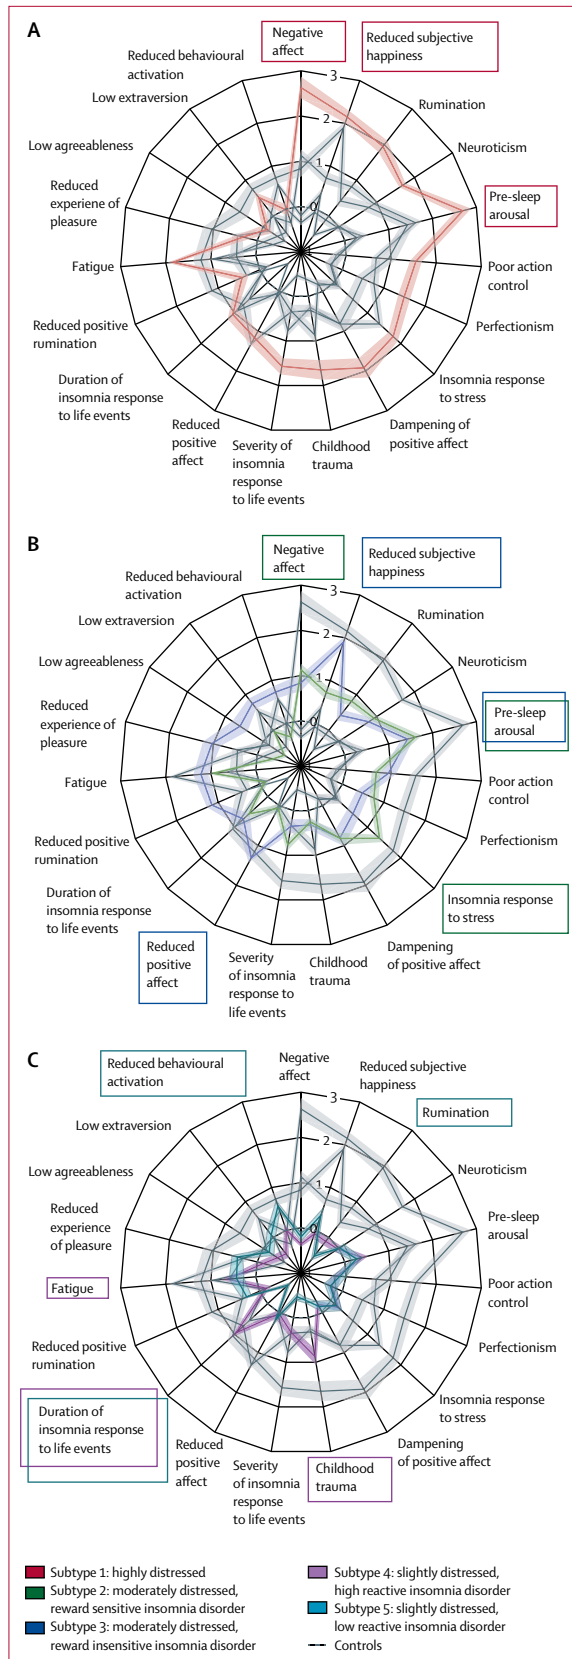 A
Negative
affect
Reduced subjective
happiness
Reduced behavioural
activation
Low extraversion
Rumination
Low agreeableness
Neuroticism
Reduced
experiene of
pleasure
Pre-sleep
arousal
Fatigue
Poor action
control
Reduced positive
rumination
Perfectionism
Duration of
insomnia response
to life events
Insomnia response
to stress
Reduced
positive
affect
Severity of
insomnia
response
to life events
Childhood
trauma
Dampening of
positive affect
3
2
1
0
B
Negative
affect
Reduced subjective
happiness
Reduced behavioural
activation
Low extraversion
Rumination
Low agreeableness
Neuroticism
Reduced
experience of
pleasure
Pre-sleep
arousal
Fatigue
Poor action
control
Reduced positive
rumination
Perfectionism
Duration of
insomnia response
to life events
Insomnia response
to stress
Reduced
positive
affect
Severity
of insomnia
response to
life events
Childhood
trauma
Dampening
of positive affect
3
2
1
0
C
Reduced behavioural
activation
Negative
affect
Reduced subjective
happiness
Low extraversion
Rumination
Low agreeableness
Neuroticism
Reduced
experience
of pleasure
Pre-sleep
arousal
Fatigue
Poor action
control
Reduced positive
rumination
Perfectionism
Duration of
insomnia response
to life events
Insomnia response
to stress
Reduced
positive
affect
Severity
of insomnia
response to
life events
Childhood
trauma
Dampening
of positive affect
3
2
1
0
Subtype 1: highly distressed
Subtype 2: moderately distressed,
reward sensitive insomnia disorder
Subtype 3: moderately distressed,
reward insensitive insomnia disorder
Subtype 4: slightly distressed,
high reactive insomnia disorder
Subtype 5: slightly distressed,
low reactive insomnia disorder
Controls